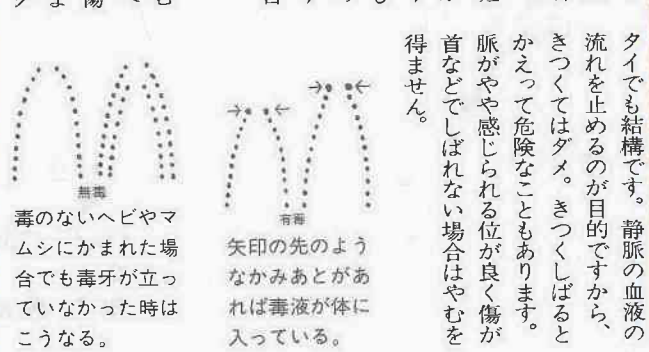 タイでも結構です。静脈の血液の
流れを止めるのが目的ですから、
きつくてはダメ。きつくしばると
かえって危険なこともあります。
脈がやや感じられる位が良く傷が
首などでしばれない場合はやむを
得ません。
有毒
矢印の先のよう
なかみあとがあ
れば毒液が体に
入っている。
無毒
毒のないヘビやマ
ムシにかまれた場
合でも毒牙が立っ
ていなかった時は
こうなる。